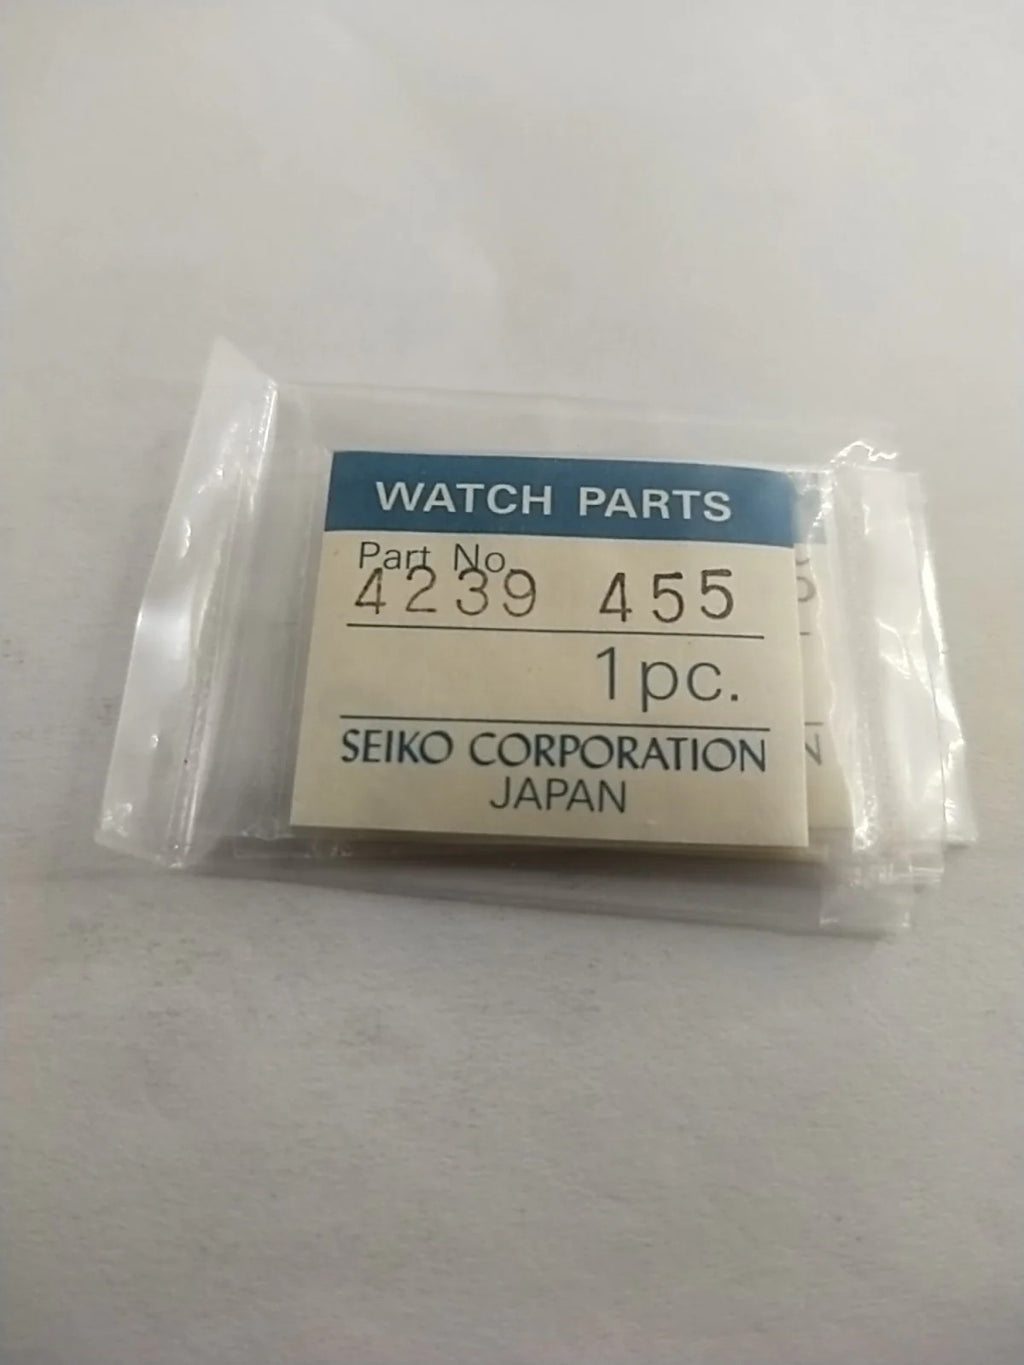 WATCH PARTS
Part No.
4239 455
1pc.
SEIKO CORPORATION
JAPAN